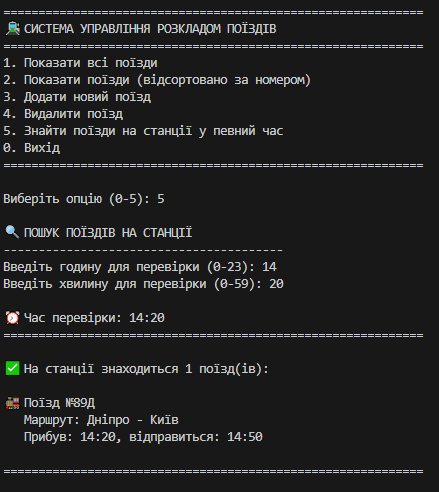 ============================================================
🚂 СИСТЕМА УПРАВЛІННЯ РОЗКЛАДОМ ПОЇЗДІВ
============================================================
1. Показати всі поїзди
2. Показати поїзди (відсортовано за номером)
3. Додати новий поїзд
4. Видалити поїзд
5. Знайти поїзди на станції у певний час
0. Вихід
============================================================
Виберіть опцію (0-5): 5
🔍 ПОШУК ПОЇЗДІВ НА СТАНЦІЇ
----------------------------------------
Введіть годину для перевірки (0-23): 14
Введіть хвилину для перевірки (0-59): 20
⏰ Час перевірки: 14:20
============================================================
✅ На станції знаходиться 1 поїзд(ів):
🚂 Поїзд №89Д
Маршрут: Дніпро - Київ
Прибув: 14:20, відправиться: 14:50
============================================================